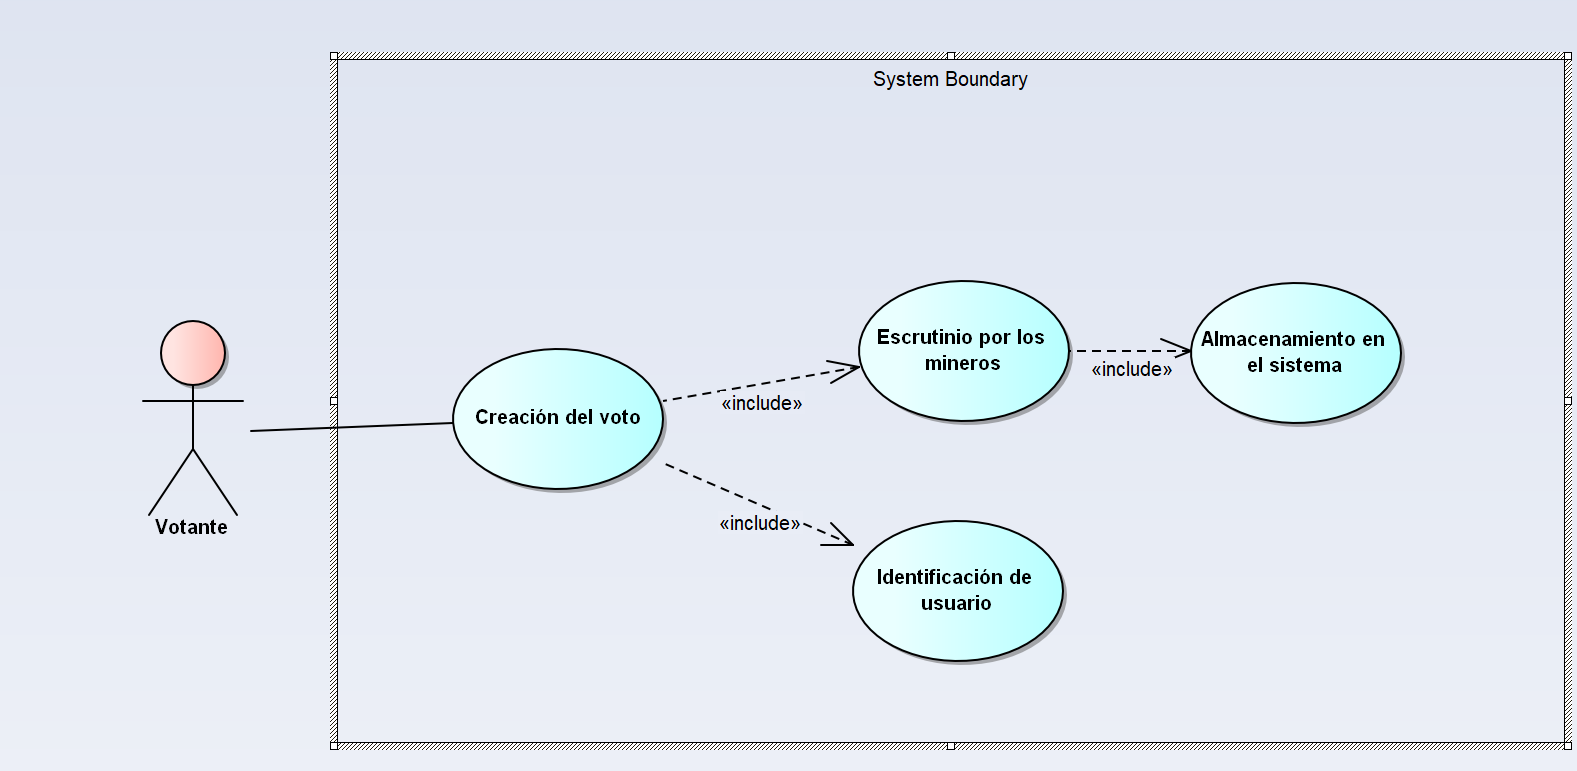 System Boundary
Escrutinio por los
mineros
«include»
Almacenamiento en
el sistema
Creación del voto
«include»
«include»
Identificación de
usuario
Votante